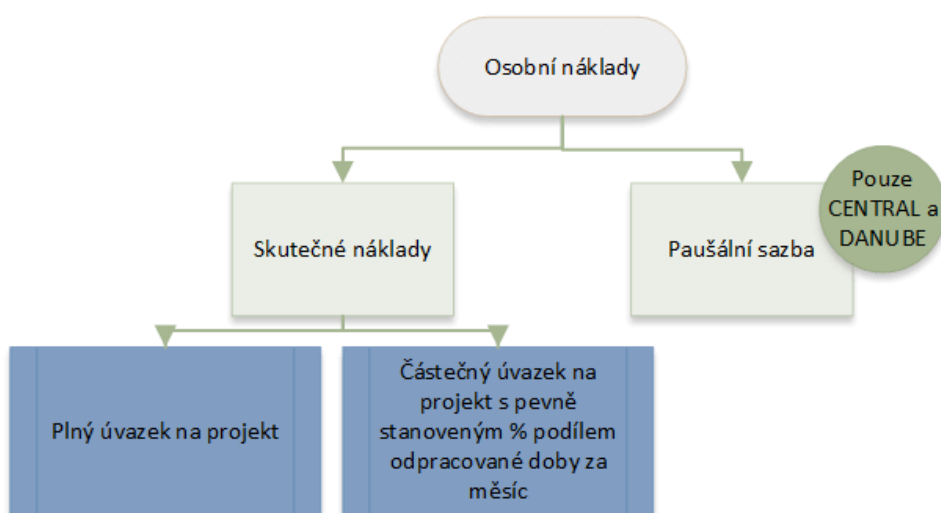 Osobní náklady
Pouze
CENTRAL a
DANUBE
Skutečné náklady
Paušální sazba
Plný úvazek na projekt
Částečný úvazek na
projekt s pevně
stanoveným % podílem
odpracované doby za
měsíc